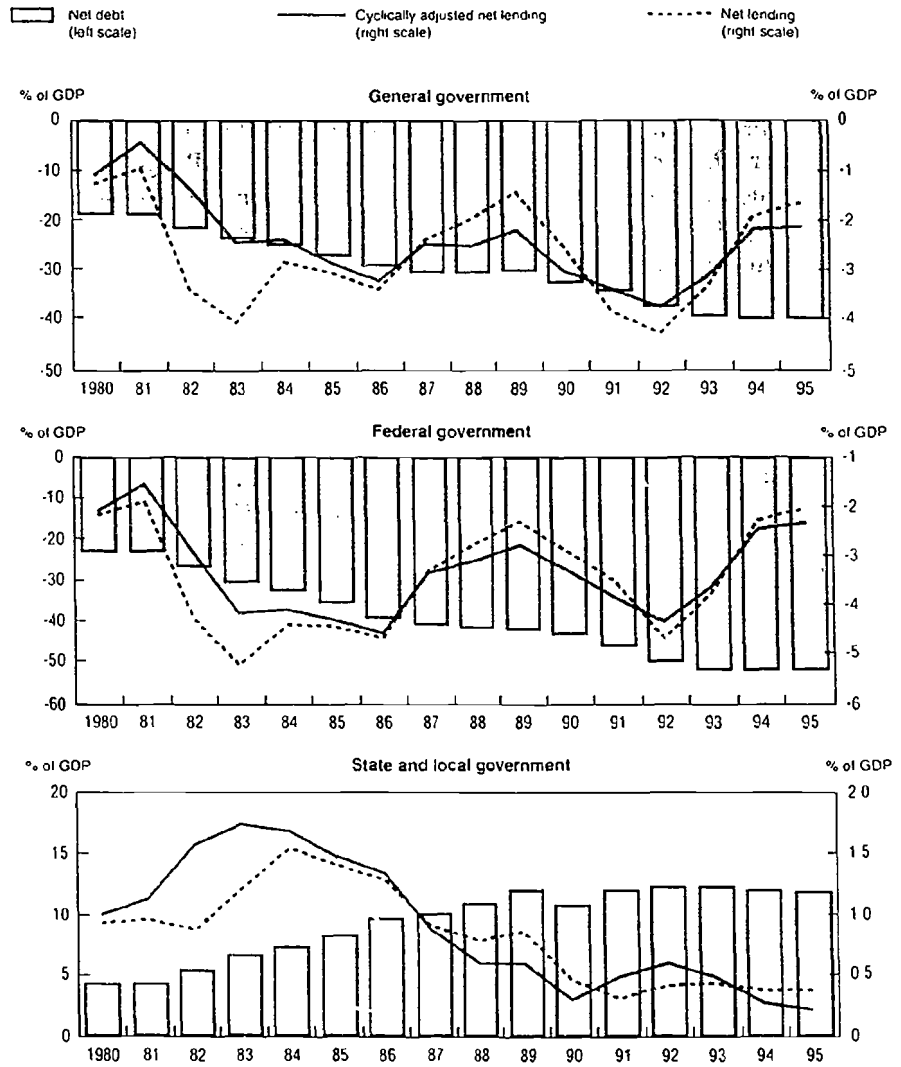 Net debt
(left scale)
Cyclically adjusted net lending
(right scale)
Net lending
(right scale)
% of GDP
General government
% of GDP
0
-10
-20
-30
-40
-50
0
-1
-2
-3
-4
-5
1980 81 82 83 84 85 86 87 88 89 90 91 92 93 94 95
% of GDP
Federal government
% of GDP
0
-10
-20
-30
-40
-50
-60
-1
-2
-3
-4
-5
-6
1980 81 82 83 84 85 86 87 88 89 90 91 92 93 94 95
% of GDP
State and local government
% of GDP
20
15
10
5
0
2 0
1 5
1 0
0 5
0
1980 81 82 83 84 85 86 87 88 89 90 91 92 93 94 95